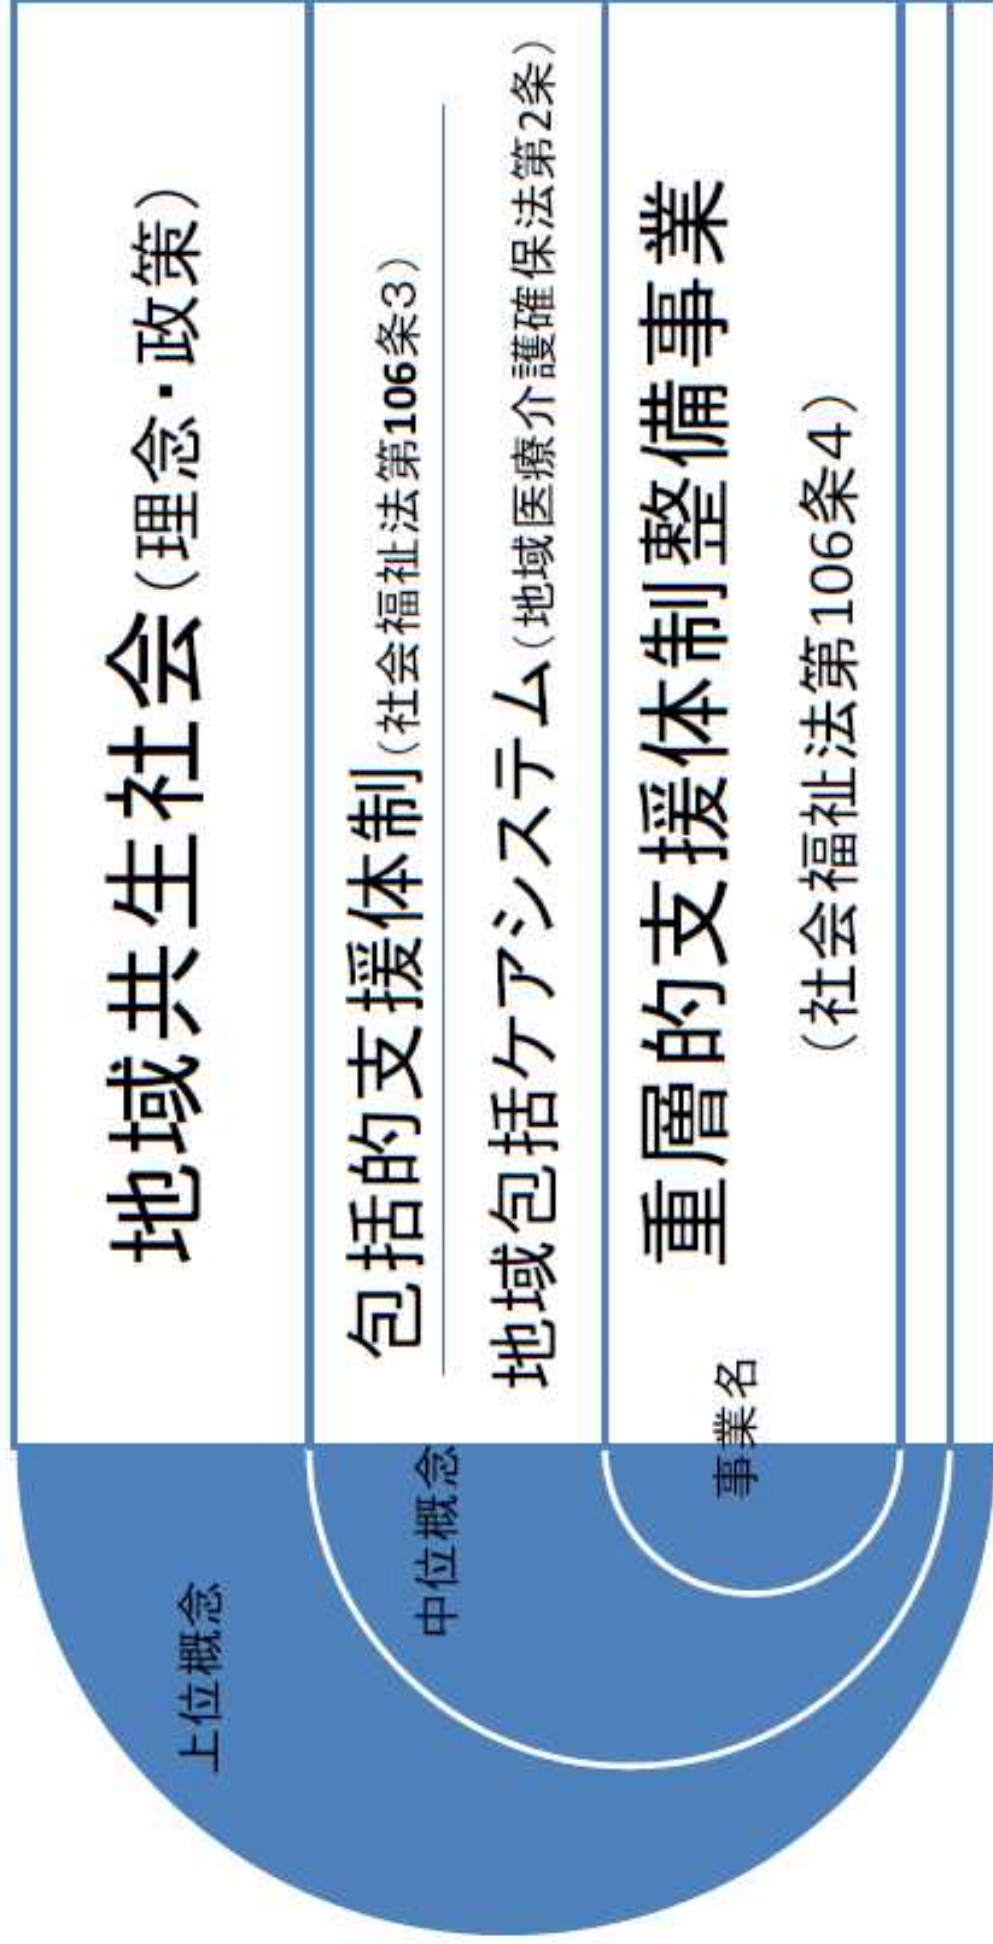 上位概念
地域共生社会(理念・政策)
中位概念
包括的支援体制(社会福祉法第106条3)
地域包括ケアシステム(地域医療介護確保法第2条)
事業名
重層的支援体制整備事業
(社会福祉法第106条4)